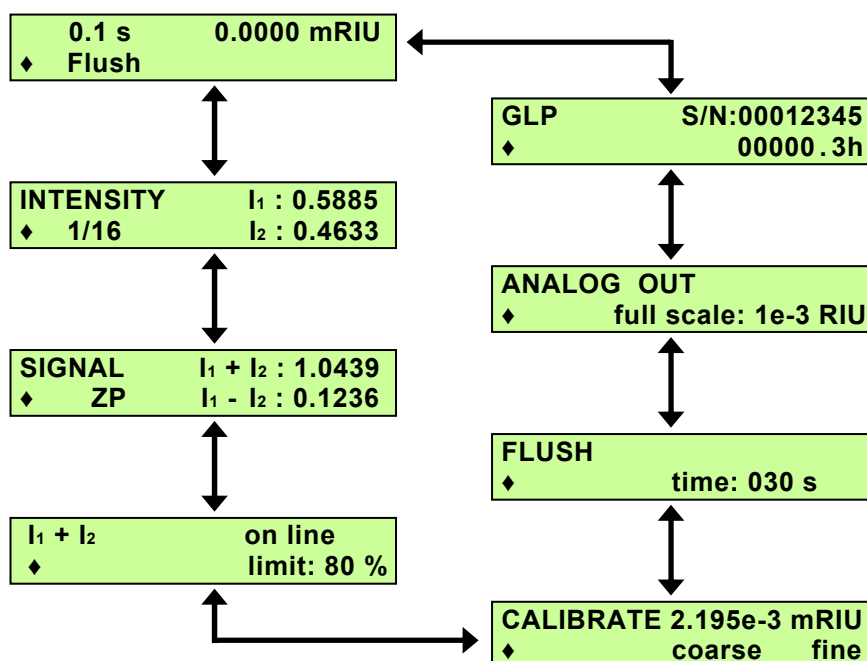 0.1 s 0.0000 mRIU
♦ Flush
INTENSITY I₁ : 0.5885
♦ 1/16 I₂ : 0.4633
SIGNAL I₁ + I₂ : 1.0439
♦ ZP I₁ - I₂ : 0.1236
I₁ + I₂ on line
♦ limit: 80 %
GLP S/N:00012345
♦ 00000.3h
ANALOG OUT
♦ full scale: 1e-3 RIU
FLUSH
♦ time: 030 s
CALIBRATE 2.195e-3 mRIU
♦ coarse fine